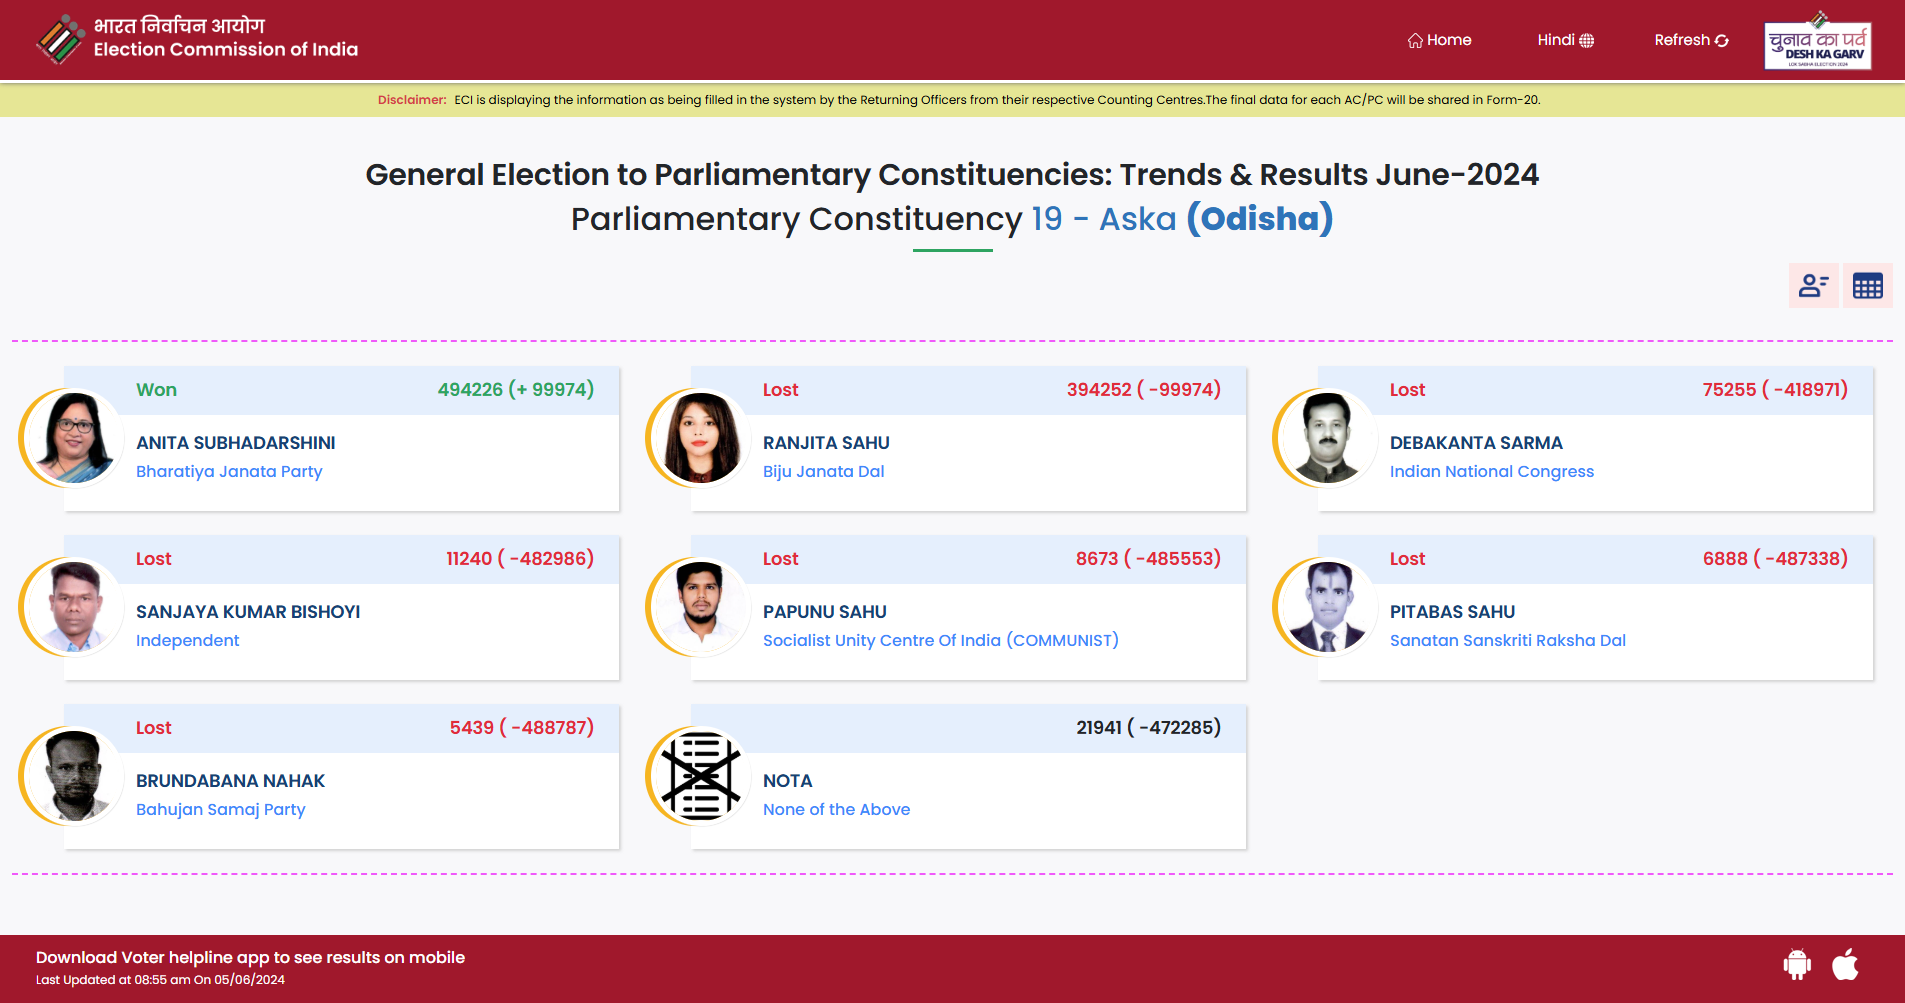 भारत निर्वाचन आयोग
Election Commission of India
Home
Hindi
Refresh
चुनाव का पर्व
DESH KA GARV
LOK SABHA ELECTION 2024
Disclaimer: ECI is displaying the information as being filled in the system by the Returning Officers from their respective Counting Centres.The final data for each AC/PC will be shared in Form-20.
General Election to Parliamentary Constituencies: Trends & Results June-2024
Parliamentary Constituency 19 - Aska (Odisha)
Won 494226 (+ 99974)
ANITA SUBHADARSHINI
Bharatiya Janata Party
Lost 394252 ( -99974)
RANJITA SAHU
Biju Janata Dal
Lost 75255 ( -418971)
DEBAKANTA SARMA
Indian National Congress
Lost 11240 ( -482986)
SANJAYA KUMAR BISHOYI
Independent
Lost 8673 ( -485553)
PAPUNU SAHU
Socialist Unity Centre Of India (COMMUNIST)
Lost 6888 ( -487338)
PITABAS SAHU
Sanatan Sanskriti Raksha Dal
Lost 5439 ( -488787)
BRUNDABANA NAHAK
Bahujan Samaj Party
21941 ( -472285)
NOTA
None of the Above
Download Voter helpline app to see results on mobile
Last Updated at 08:55 am On 05/06/2024